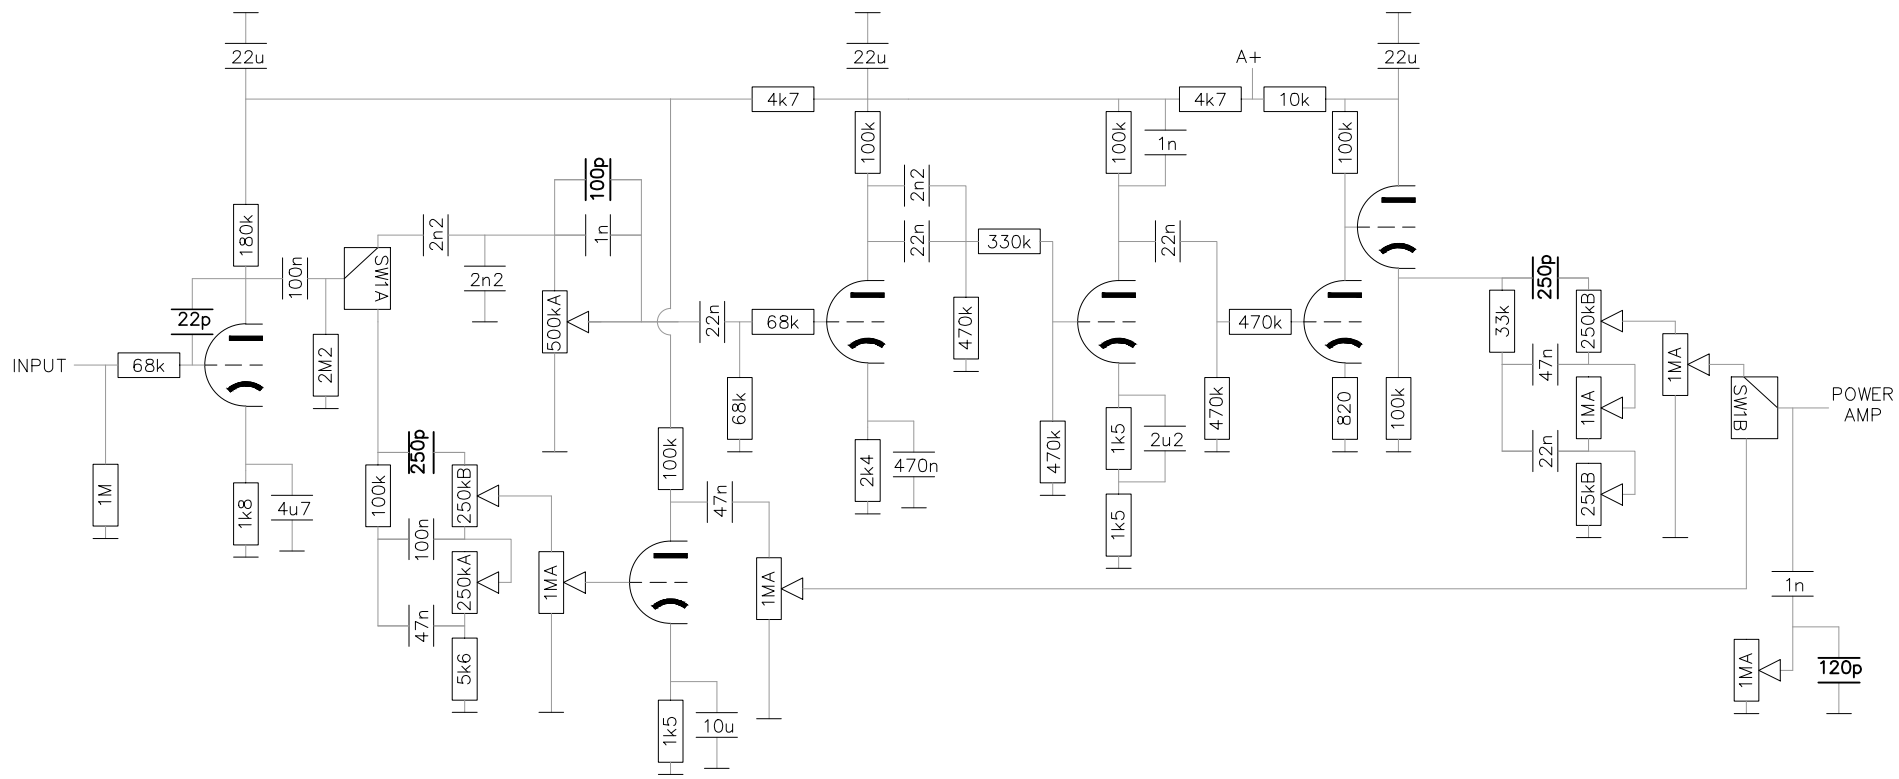 22u
22u
A+
22u
4k7
4k7
10k
100k
1n
100k
100k
100p
2n2
180k
2n2
1n
22n
330k
22n
100n
SW1A
2n2
250p
22p
500kA
22n
68k
470k
470k
33k
250kB
INPUT
68k
2M2
47n
1MA
68k
470k
820
100k
1MA
SW1B
POWER
AMP
250p
100k
470k
1k5
2u2
22n
1M
1k8
4u7
100k
250kB
47n
2k4
470n
1k5
25kB
100n
250kA
1MA
1MA
1n
47n
5k6
1MA
120p
1k5
10u